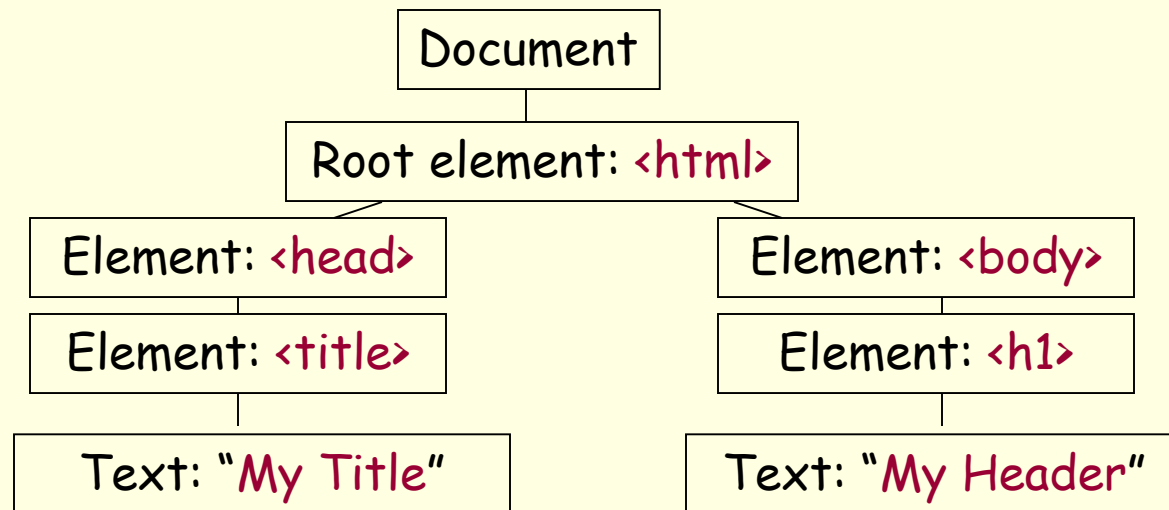 Document
Root element: <html>
Element: <head>
Element: <body>
Element: <title>
Element: <h1>
Text: “My Title”
Text: “My Header”